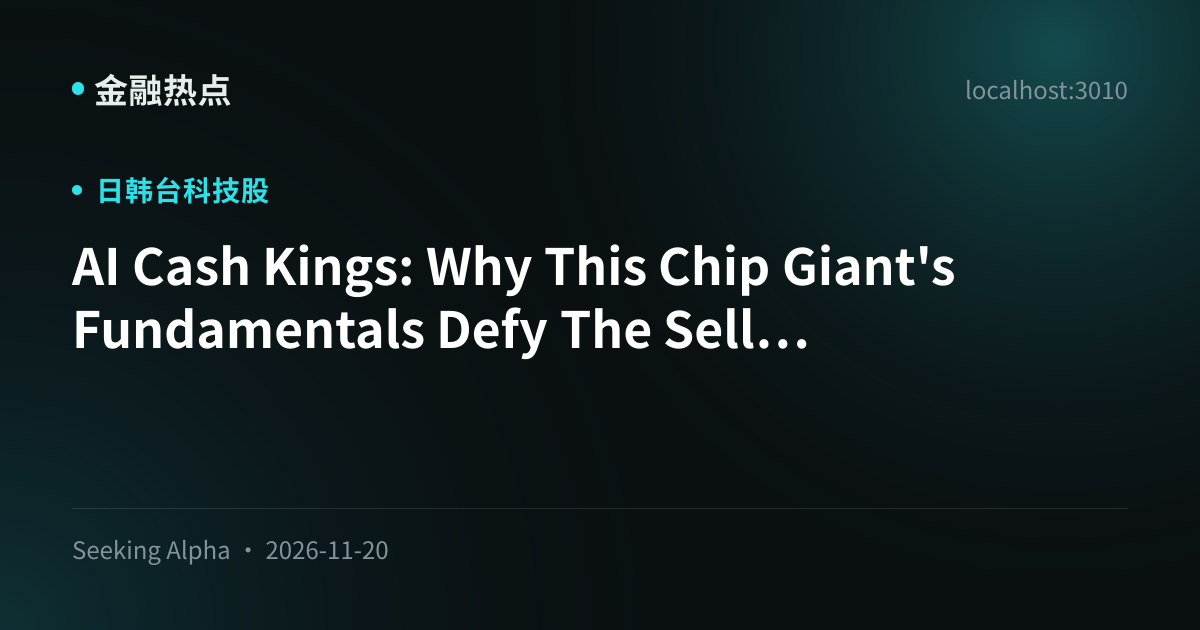 金融热点
localhost:3010
日韩台科技股
AI Cash Kings: Why This Chip Giant's
Fundamentals Defy The Sell…
Seeking Alpha · 2026-11-20